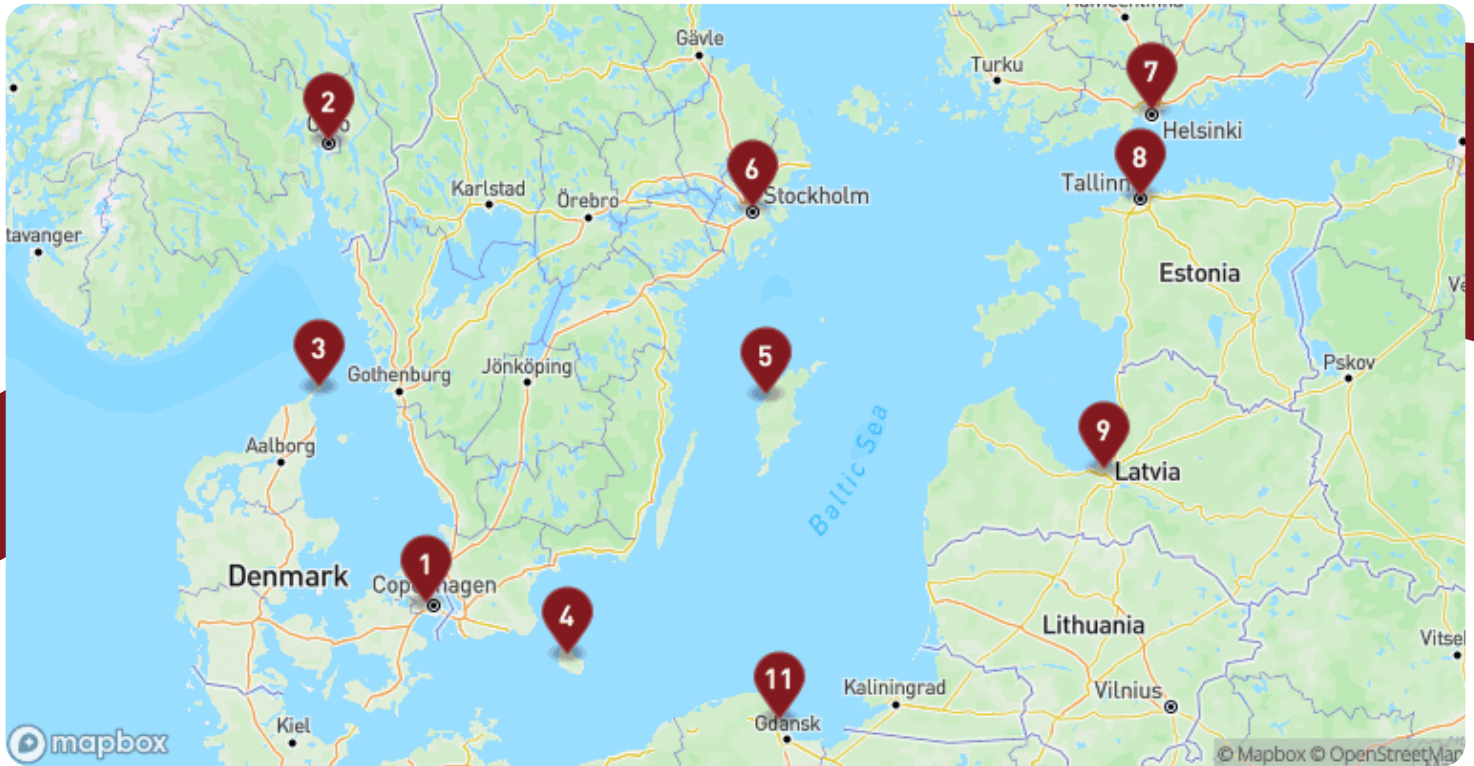 Gävle
Turku
7
2
Helsinki
8
6
Tallinn
Karlstad
Stockholm
Örebro
tavanger
Estonia
3
5
Pskov
Jönköping
Gothenburg
9
Aalborg
Latvia
Baltic Sea
1
Denmark
Copenhagen
4
Lithuania
Vitse
11
Kaliningrad
Vilnius
Gdansk
Kiel
mapbox
© Mapbox © OpenStreetMap